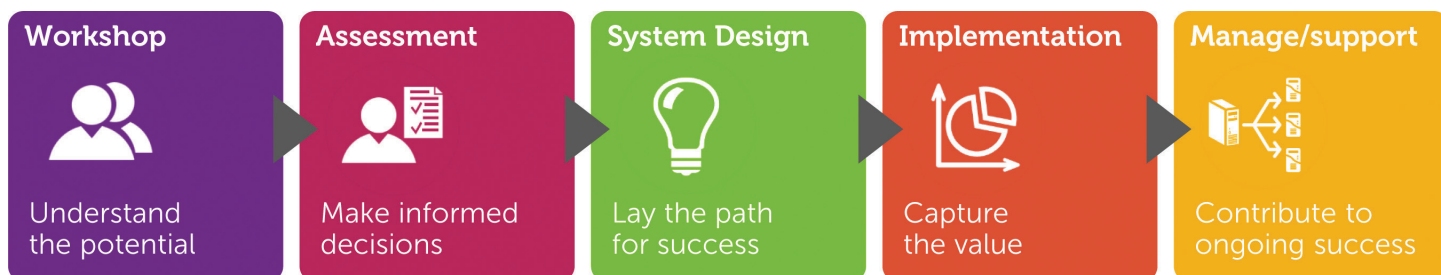 Workshop
Understand
the potential
Assessment
Make informed
decisions
System Design
Lay the path
for success
Implementation
Capture
the value
Manage/support
Contribute to
ongoing success